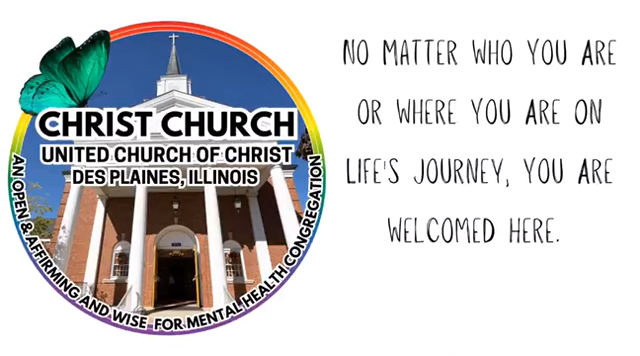 CHRIST CHURCH
UNITED CHURCH OF CHRIST
DES PLAINES, ILLINOIS
AN OPEN & AFFIRMING AND WISE FOR MENTAL HEALTH CONGREGATION
NO MATTER WHO YOU ARE
OR WHERE YOU ARE ON
LIFE'S JOURNEY, YOU ARE
WELCOMED HERE.